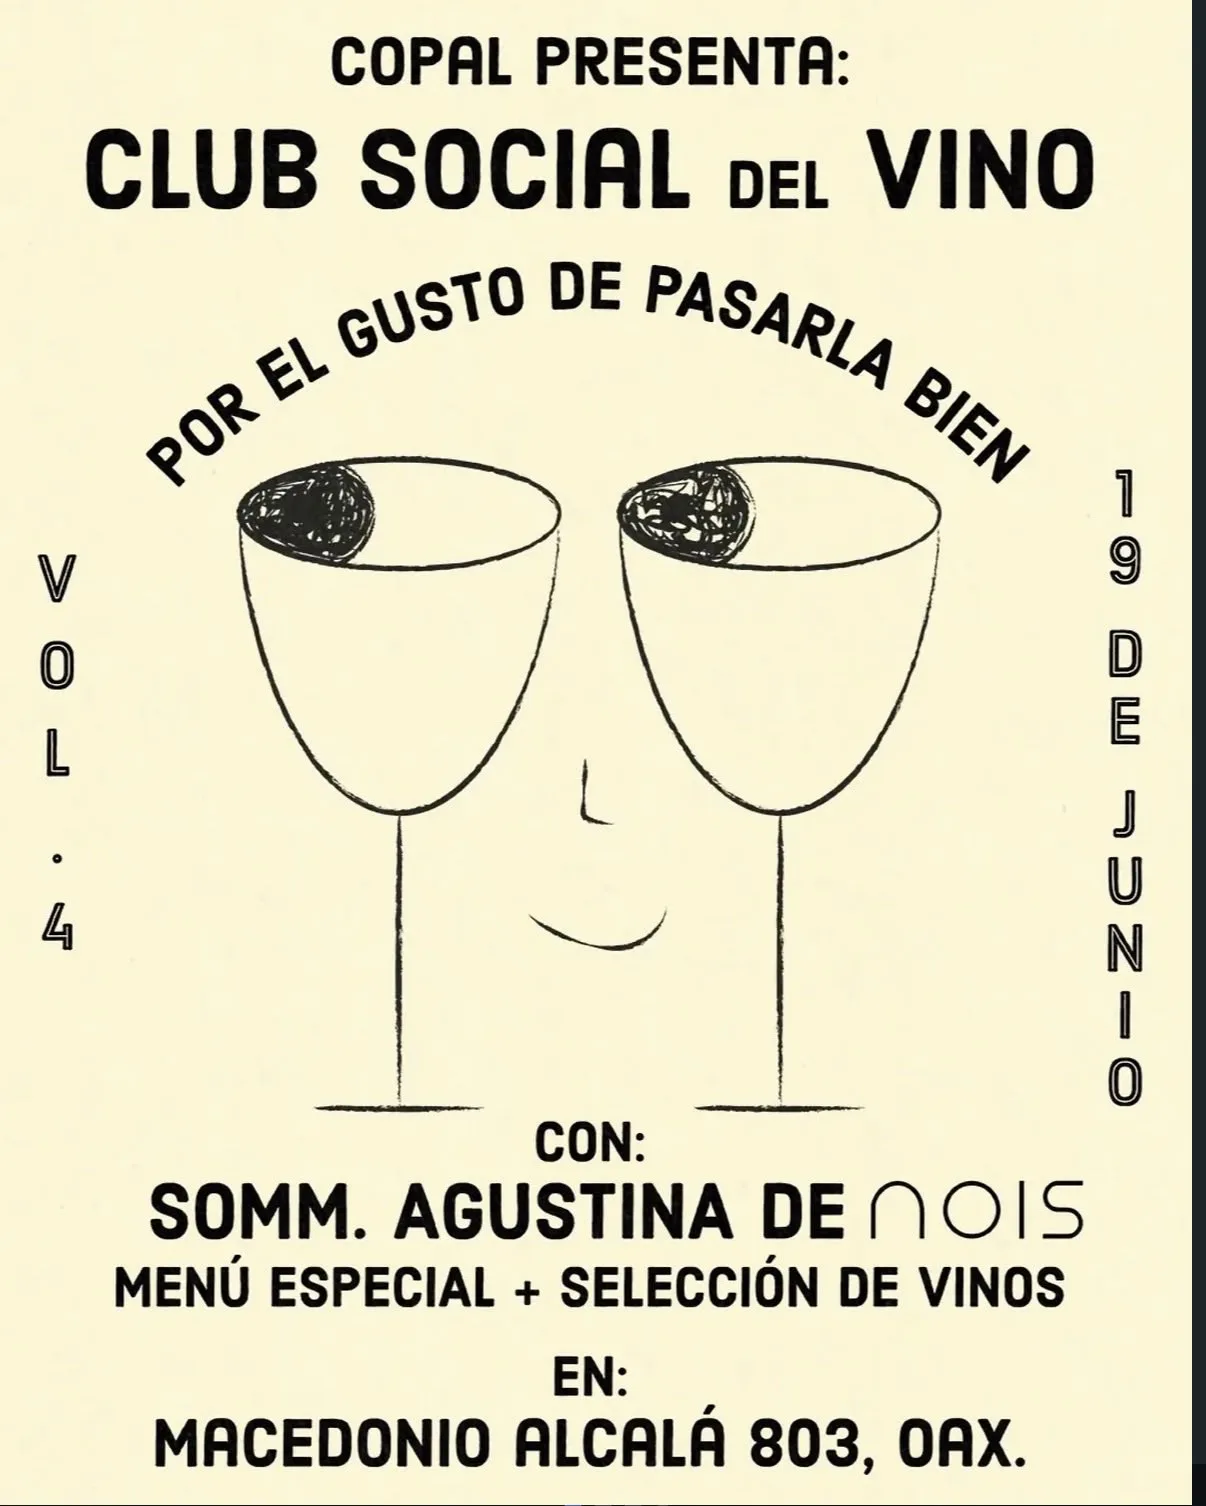 COPAL PRESENTA:
CLUB SOCIAL DEL VINO
POR EL GUSTO DE PASARLA BIEN
VOL.4
19 DE JUNIO
CON:
SOMM. AGUSTINA DE NOIS
MENÚ ESPECIAL + SELECCIÓN DE VINOS
EN:
MACEDONIO ALCALÁ 803, OAX.